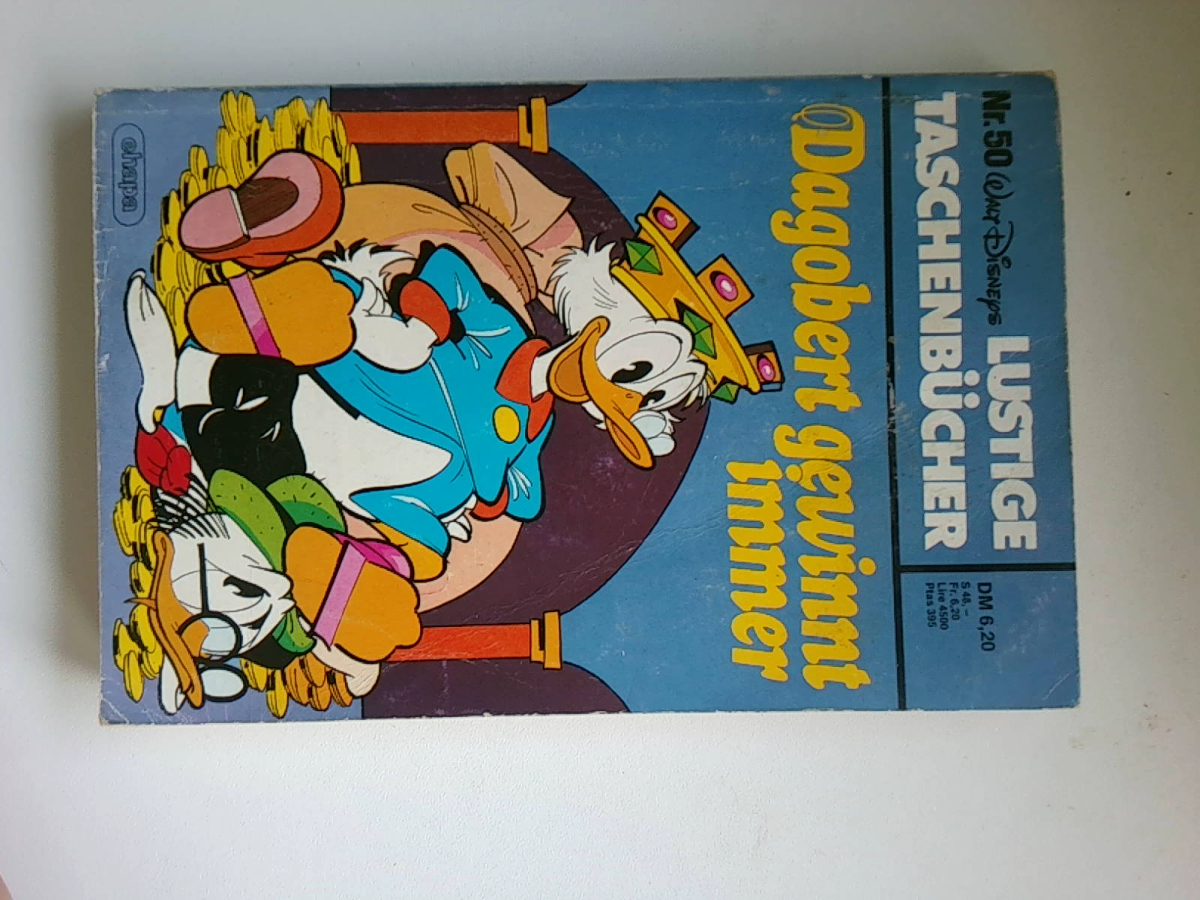 Nr. 50 Walt Disneys LUSTIGE
TASCHENBÜCHER
DM 6,20
S 48,–
Fr. 6.20
Lire 4500
Ptas 395
Dagobert gewinnt
immer
ehapa